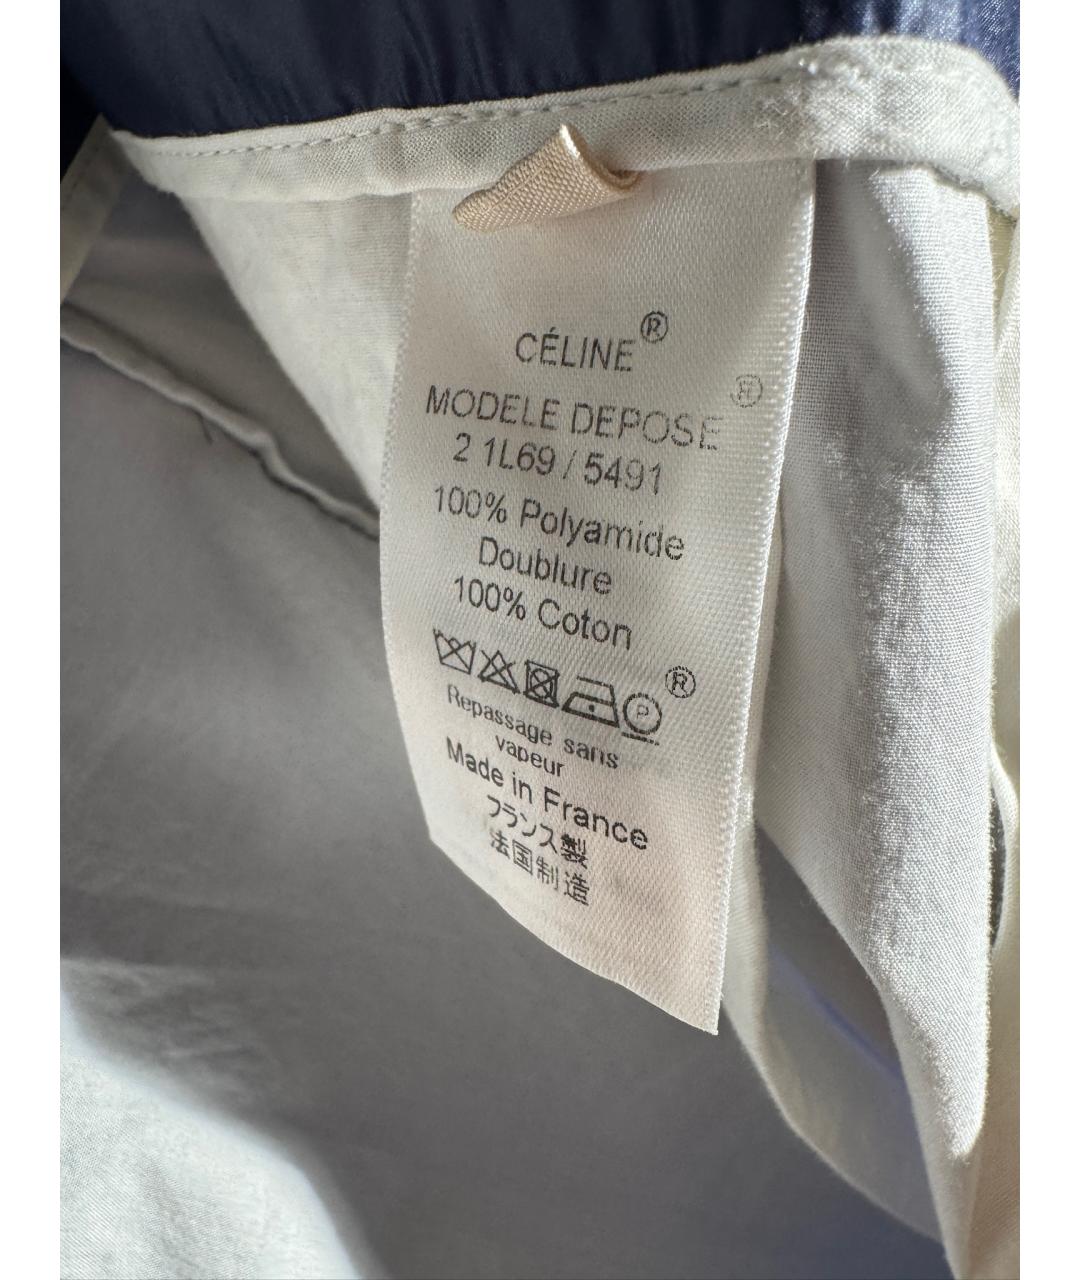 CÉLINE®
MODELE DEPOSE®
2 1L69 / 5491
100% Polyamide
Doublure
100% Coton
P ®
Repassage sans
vapeur
Made in France
フランス製
法国制造